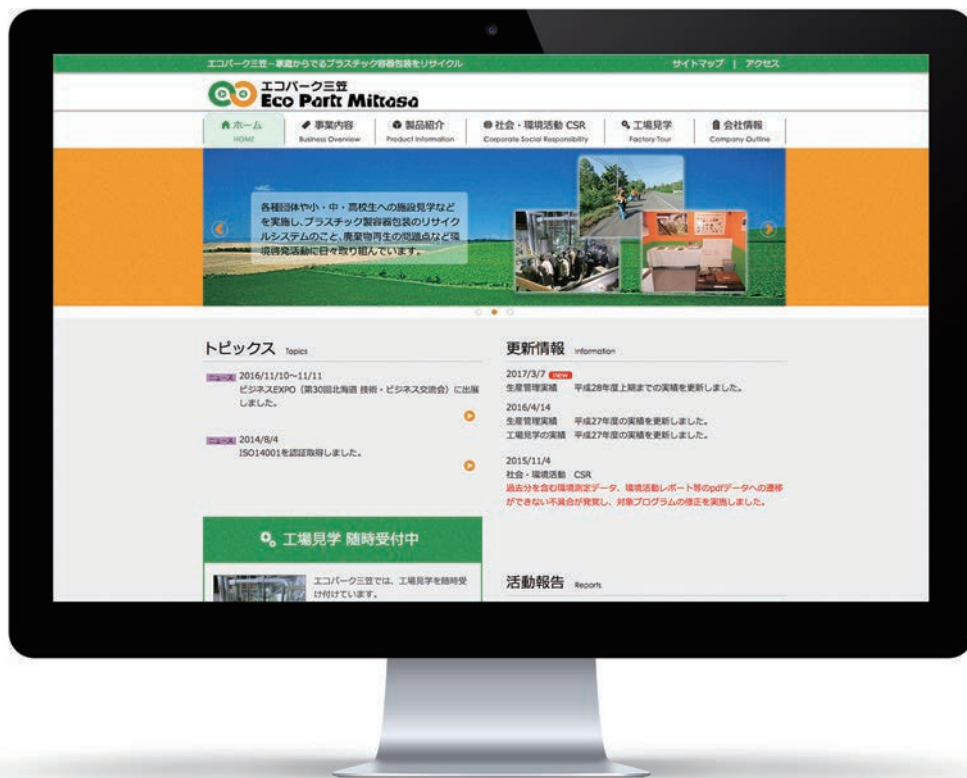 エコパーク三笠－家庭からでるプラスチック容器包装をリサイクル
サイトマップ | アクセス
エコパーク三笠
Eco Park Mikasa
ホーム
HOME
事業内容
Business Overview
製品紹介
Product Information
社会・環境活動 CSR
Corporate Social Responsibility
工場見学
Factory Tour
会社情報
Company Outline
各種団体や小・中・高校生への施設見学など
を実施し、プラスチック製容器包装のリサイク
ルシステムのこと、廃棄物再生の問題点など環
境啓発活動に日々取り組んでいます。
トピックス Topics
ニュース 2016/11/10～11/11
ビジネスEXPO（第30回北海道 技術・ビジネス交流会）に出展
しました。
ニュース 2014/8/4
ISO14001を認証取得しました。
工場見学 随時受付中
エコパーク三笠では、工場見学を随時受
け付けています。
更新情報 Information
2017/3/7 new
生産管理実績 平成28年度上期までの実績を更新しました。
2016/4/14
生産管理実績 平成27年度の実績を更新しました。
工場見学の実績 平成27年度の実績を更新しました。
2015/11/4
社会・環境活動 CSR
過去分を含む環境測定データ、環境活動レポート等のpdfデータへの遷移
ができない不具合が発覚し、対象プログラムの修正を実施しました。
活動報告 Reports